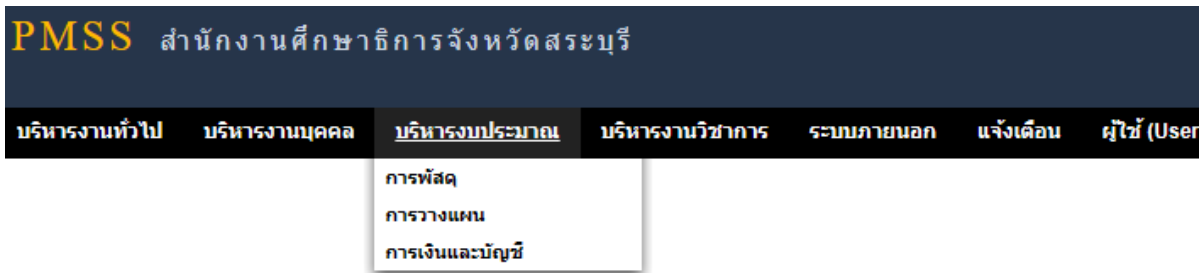 PMSS สำนักงานศึกษาธิการจังหวัดสระบุรี
บริหารงานทั่วไป บริหารงานบุคคล บริหารงบประมาณ บริหารงานวิชาการ ระบบภายนอก แจ้งเตือน ผู้ใช้ (User
การพัสดุ
การวางแผน
การเงินและบัญชี